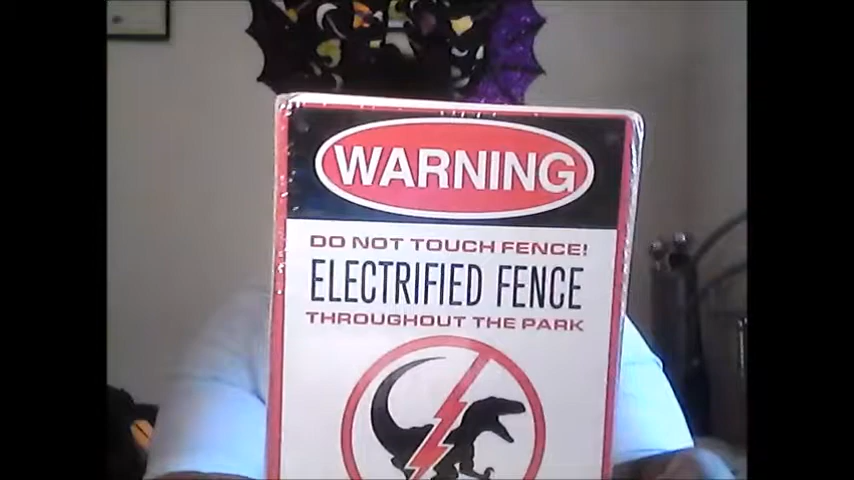 WARNING
DO NOT TOUCH FENCE!
ELECTRIFIED FENCE
THROUGHOUT THE PARK